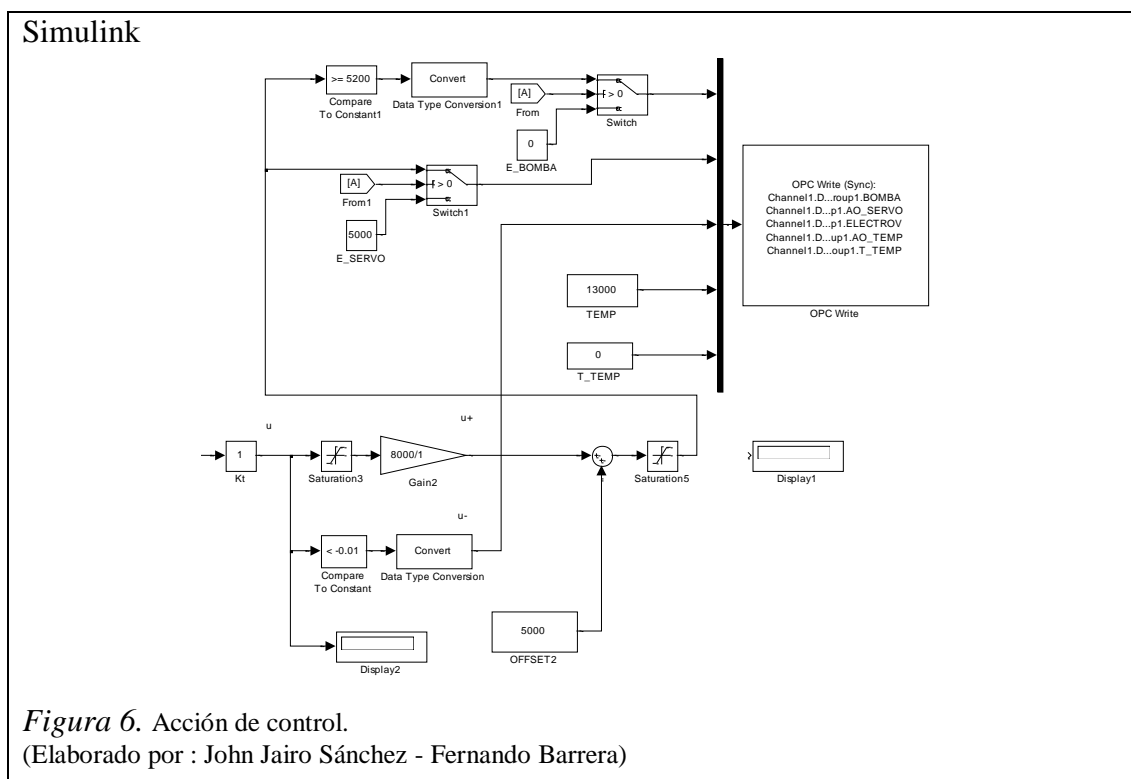 Simulink
>= 5200
Compare
To Constant1
Convert
Data Type Conversion1
[A]
From
> 0
Switch
0
E_BOMBA
[A]
From1
> 0
Switch1
5000
E_SERVO
OPC Write (Sync):
Channel1.D...roup1.BOMBA
Channel1.D...p1.AO_SERVO
Channel1.D...p1.ELECTROV
Channel1.D...up1.AO_TEMP
Channel1.D...oup1.T_TEMP
OPC Write
13000
TEMP
0
T_TEMP
u
1
Kt
Saturation3
8000/1
Gain2
u+
Saturation5
Display1
u-
< -0.01
Compare
To Constant
Convert
Data Type Conversion
5000
OFFSET2
Display2
Figura 6. Acción de control.
(Elaborado por : John Jairo Sánchez - Fernando Barrera)